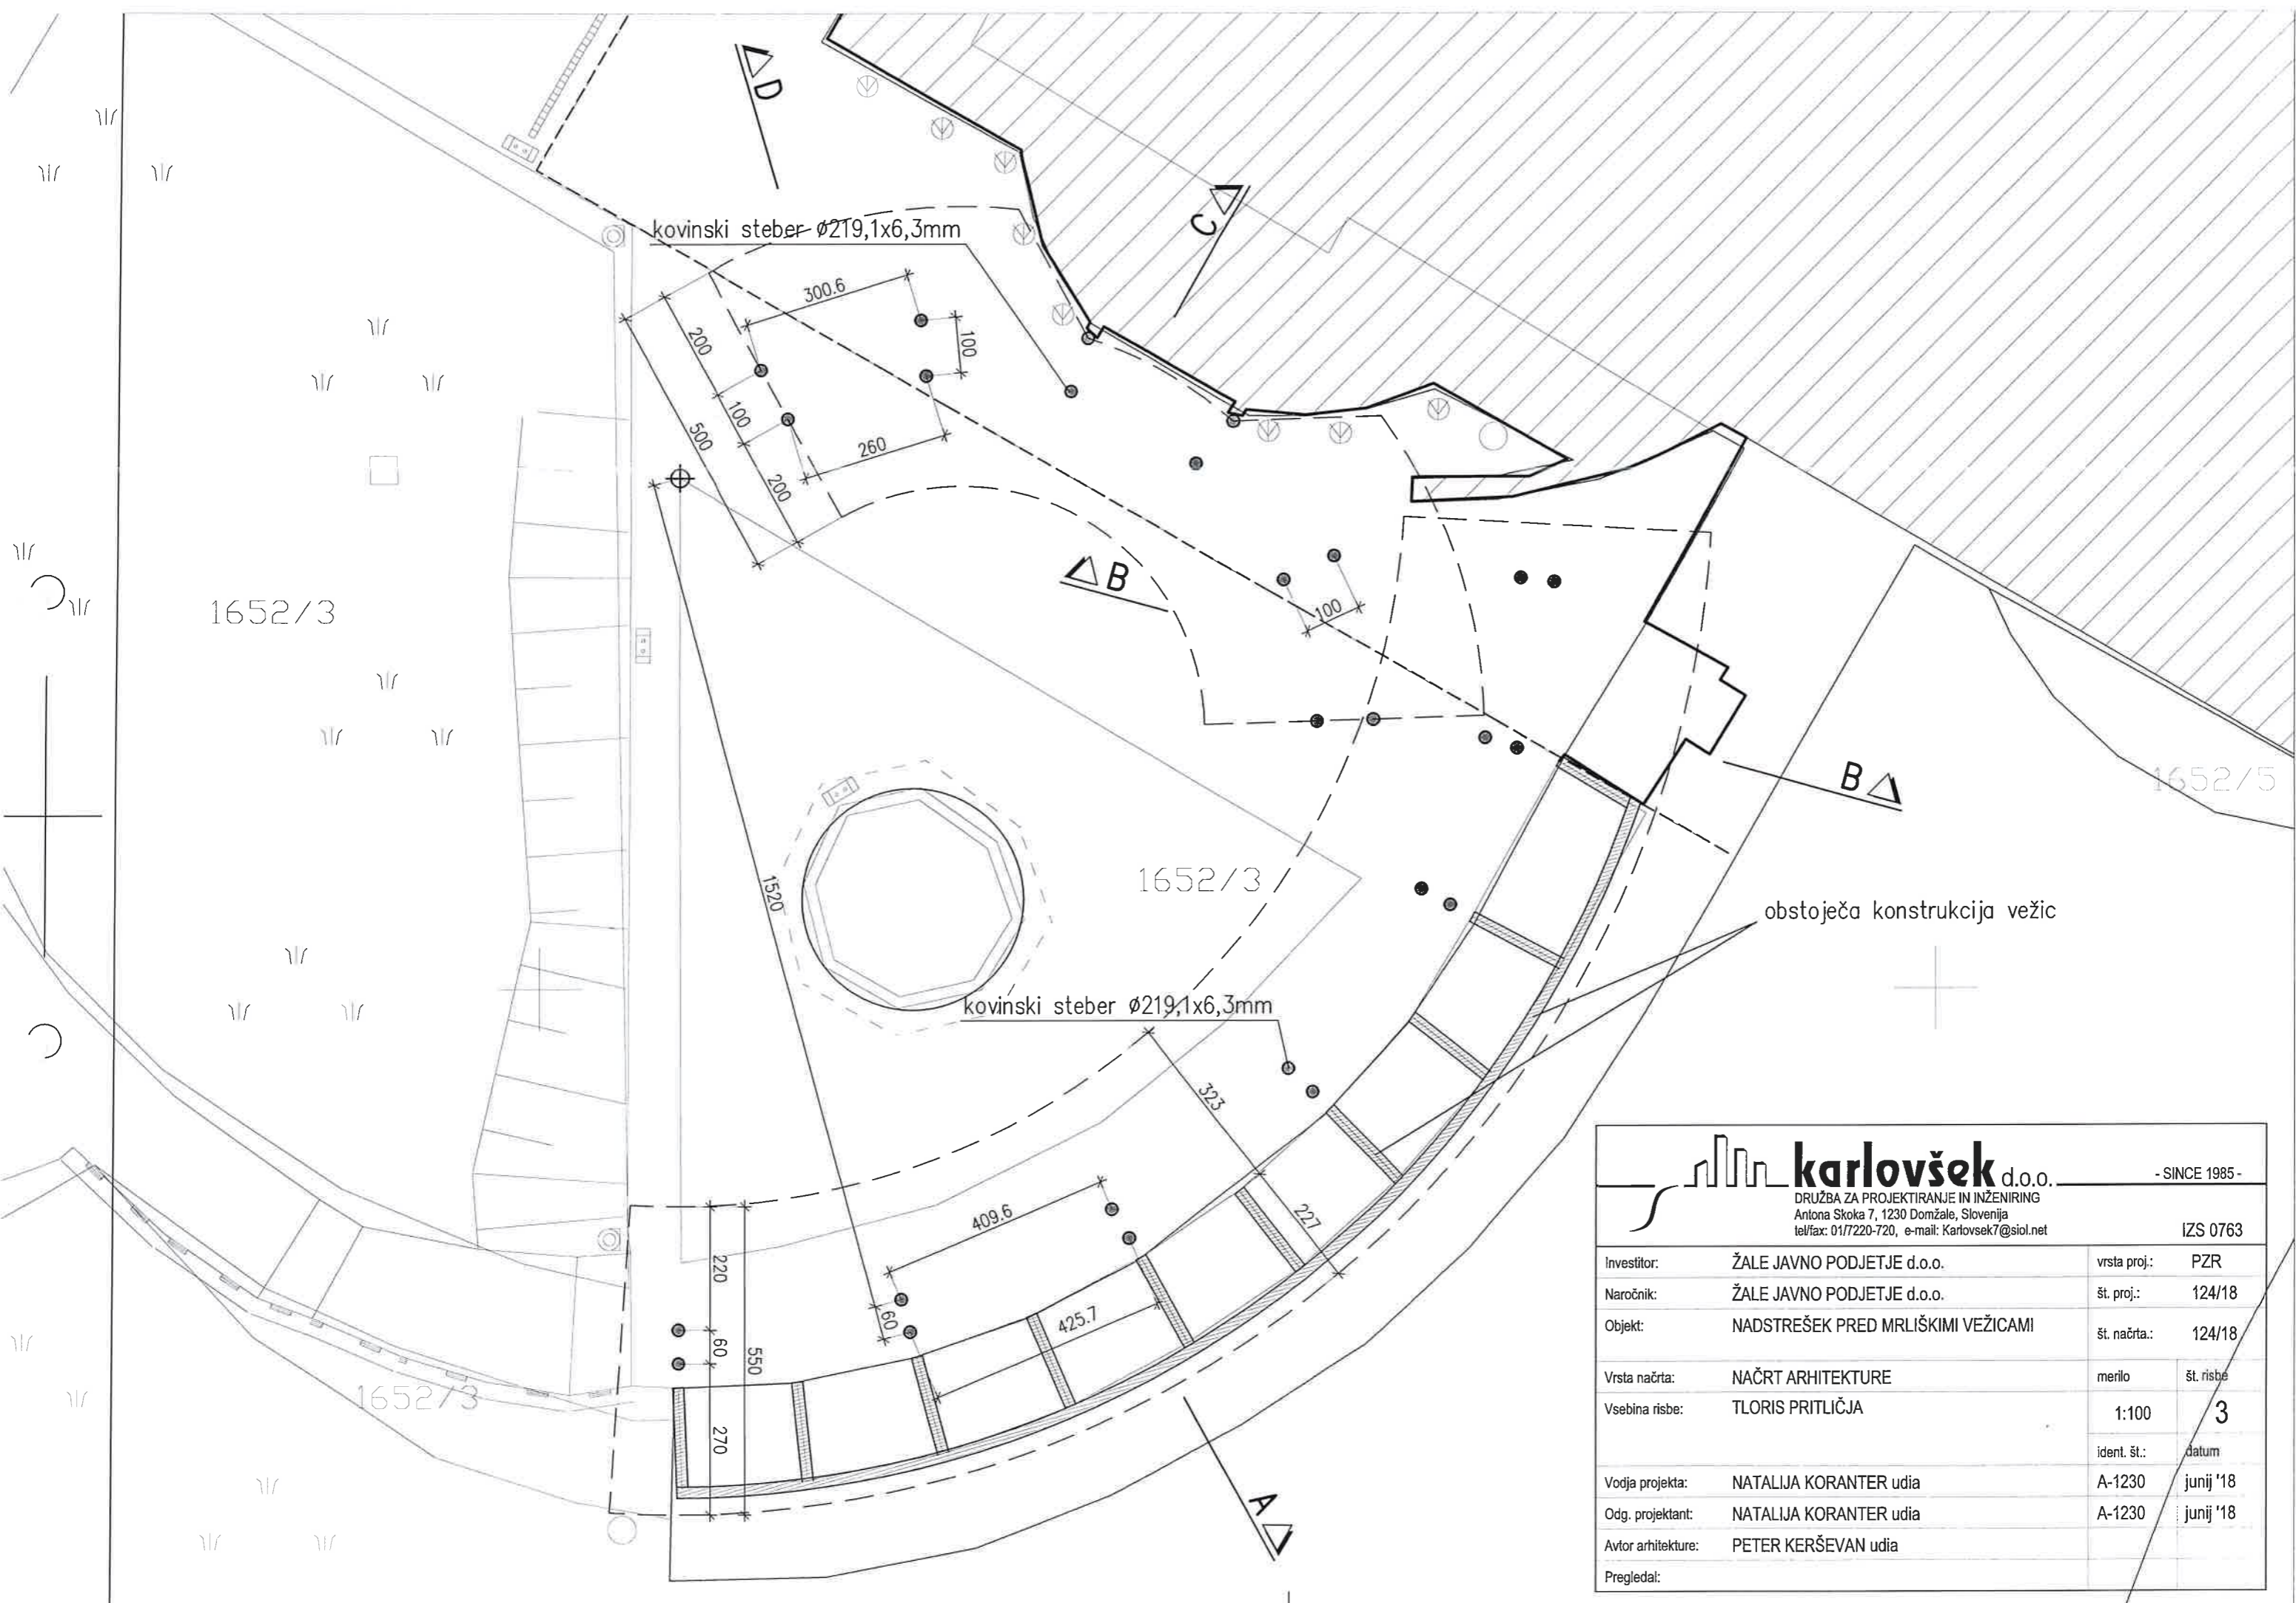 D
C
kovinski steber Ø219,1x6,3mm
300.6
100
200
100
500
200
260
B
100
1652/3
B
1652/5
1520
1652/3
obstoječa konstrukcija vežic
kovinski steber Ø219,1x6,3mm
323
227
409.6
425.7
60
220
60
550
270
1652/3
A
karlovšek d.o.o.
- SINCE 1985 -
DRUŽBA ZA PROJEKTIRANJE IN INŽENIRING
Antona Skoka 7, 1230 Domžale, Slovenija
tel/fax: 01/7220-720, e-mail: Karlovsek7@siol.net
IZS 0763
Investitor: ŽALE JAVNO PODJETJE d.o.o. vrsta proj.: PZR
Naročnik: ŽALE JAVNO PODJETJE d.o.o. št. proj.: 124/18
Objekt: NADSTREŠEK PRED MRLIŠKIMI VEŽICAMI št. načrta.: 124/18
Vrsta načrta: NAČRT ARHITEKTURE merilo št. risbe
Vsebina risbe: TLORIS PRITLIČJA 1:100 3
ident. št.: datum
Vodja projekta: NATALIJA KORANTER udia A-1230 junij '18
Odg. projektant: NATALIJA KORANTER udia A-1230 junij '18
Avtor arhitekture: PETER KERŠEVAN udia
Pregledal: